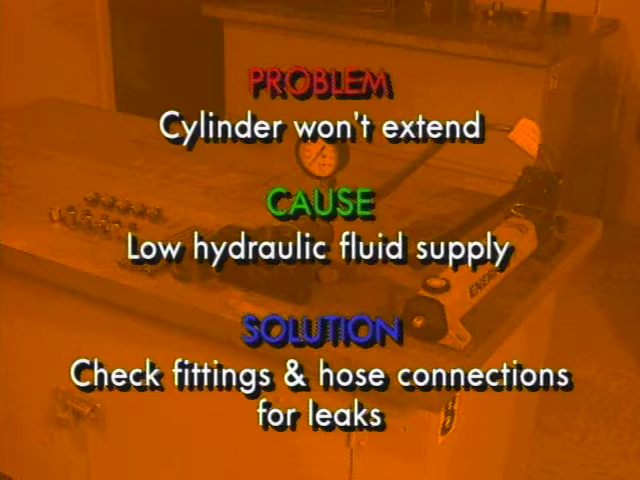 PROBLEM
Cylinder won't extend
CAUSE
Low hydraulic fluid supply
SOLUTION
Check fittings & hose connections
for leaks